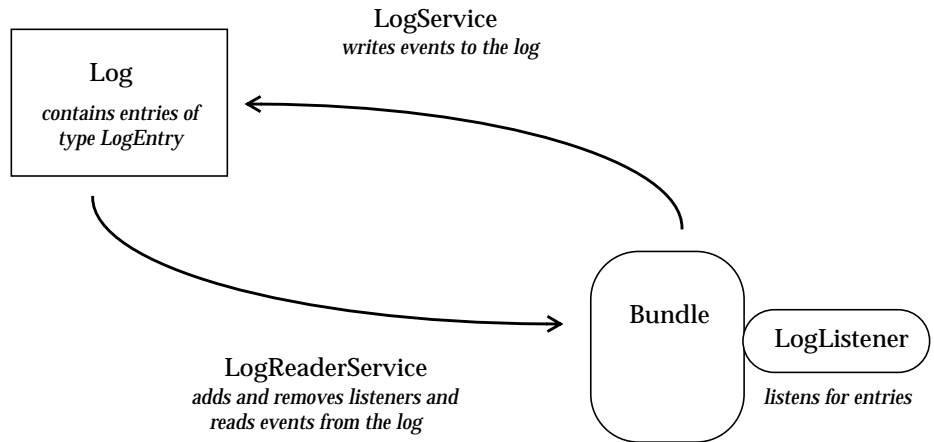 LogService
writes events to the log
Log
contains entries of
type LogEntry
Bundle
LogListener
listens for entries
LogReaderService
adds and removes listeners and
reads events from the log